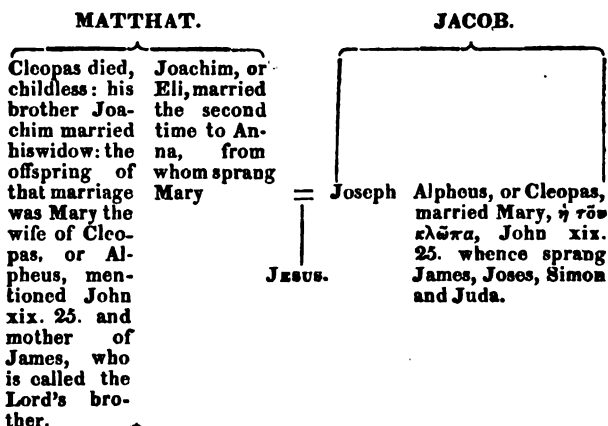 MATTHAT.
Cleopas died,
childless: his
brother Joa-
chim married
his widow: the
offspring of
that marriage
was Mary the
wife of Cleo-
pas, or Al-
pheus, men-
tioned John
xix. 25. and
mother of
James, who
is called the
Lord's bro-
ther.
Joachim, or
Eli, married
the second
time to An-
na, from
whom sprang
Mary
=
JESUS.
JACOB.
Joseph
Alpheus, or Cleopas,
married Mary, ἡ τõυ
κλῶπα, John xix.
25. whence sprang
James, Joses, Simon
and Juda.